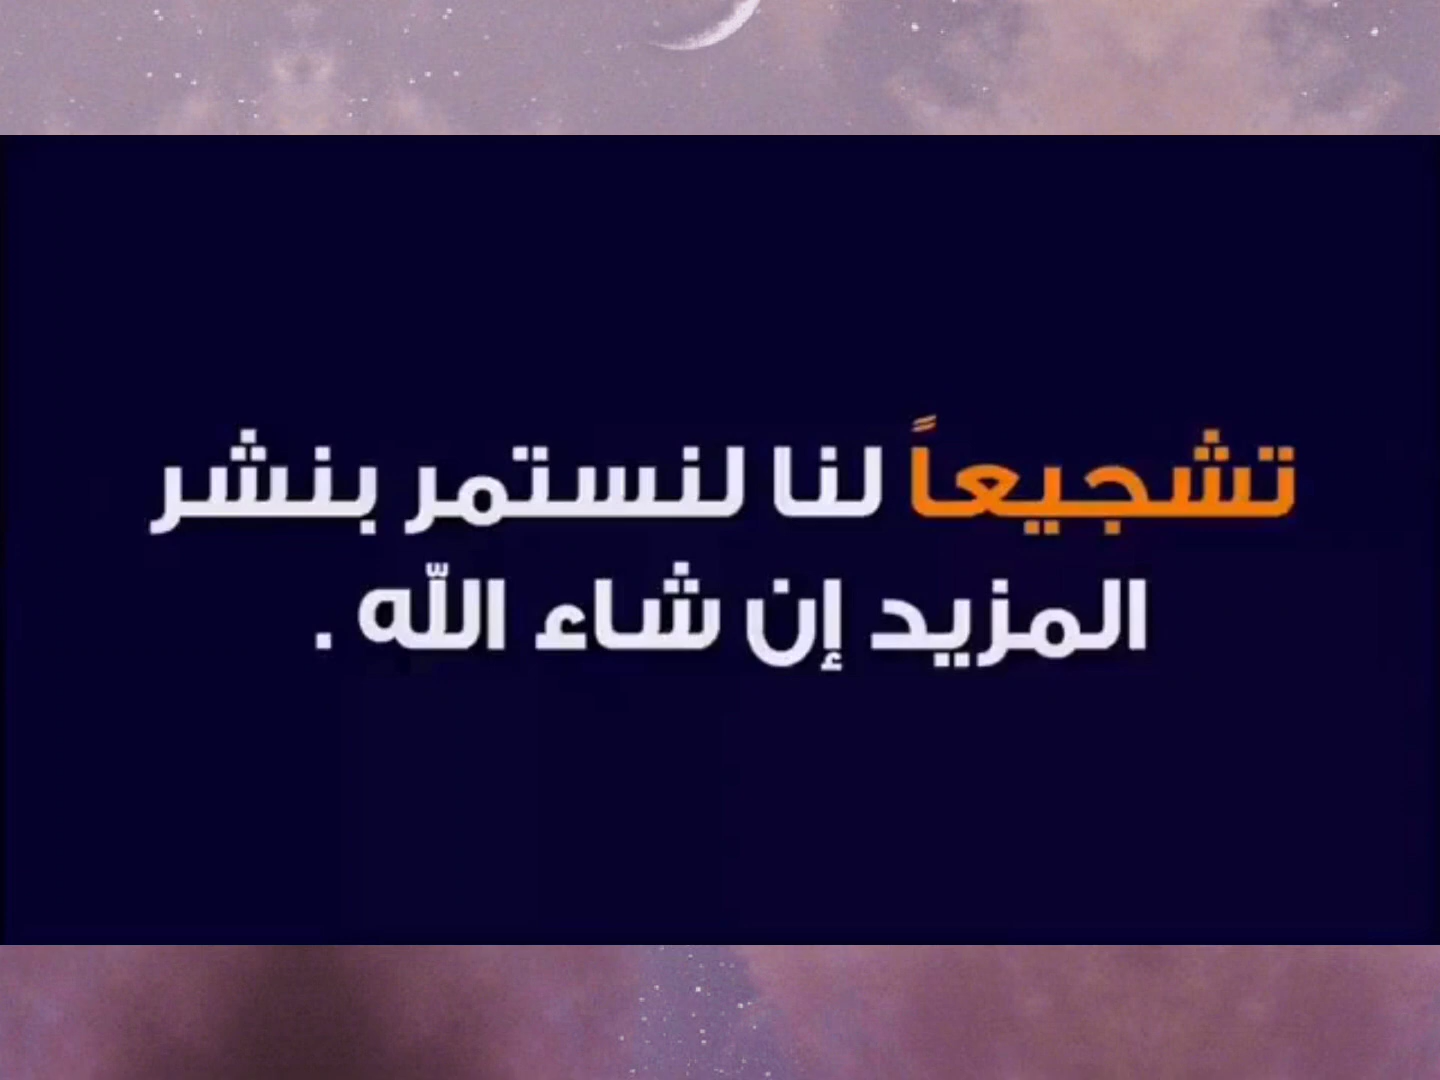 تشجيعاً لنا لنستمر بنشر
المزيد إن شاء اللّه .